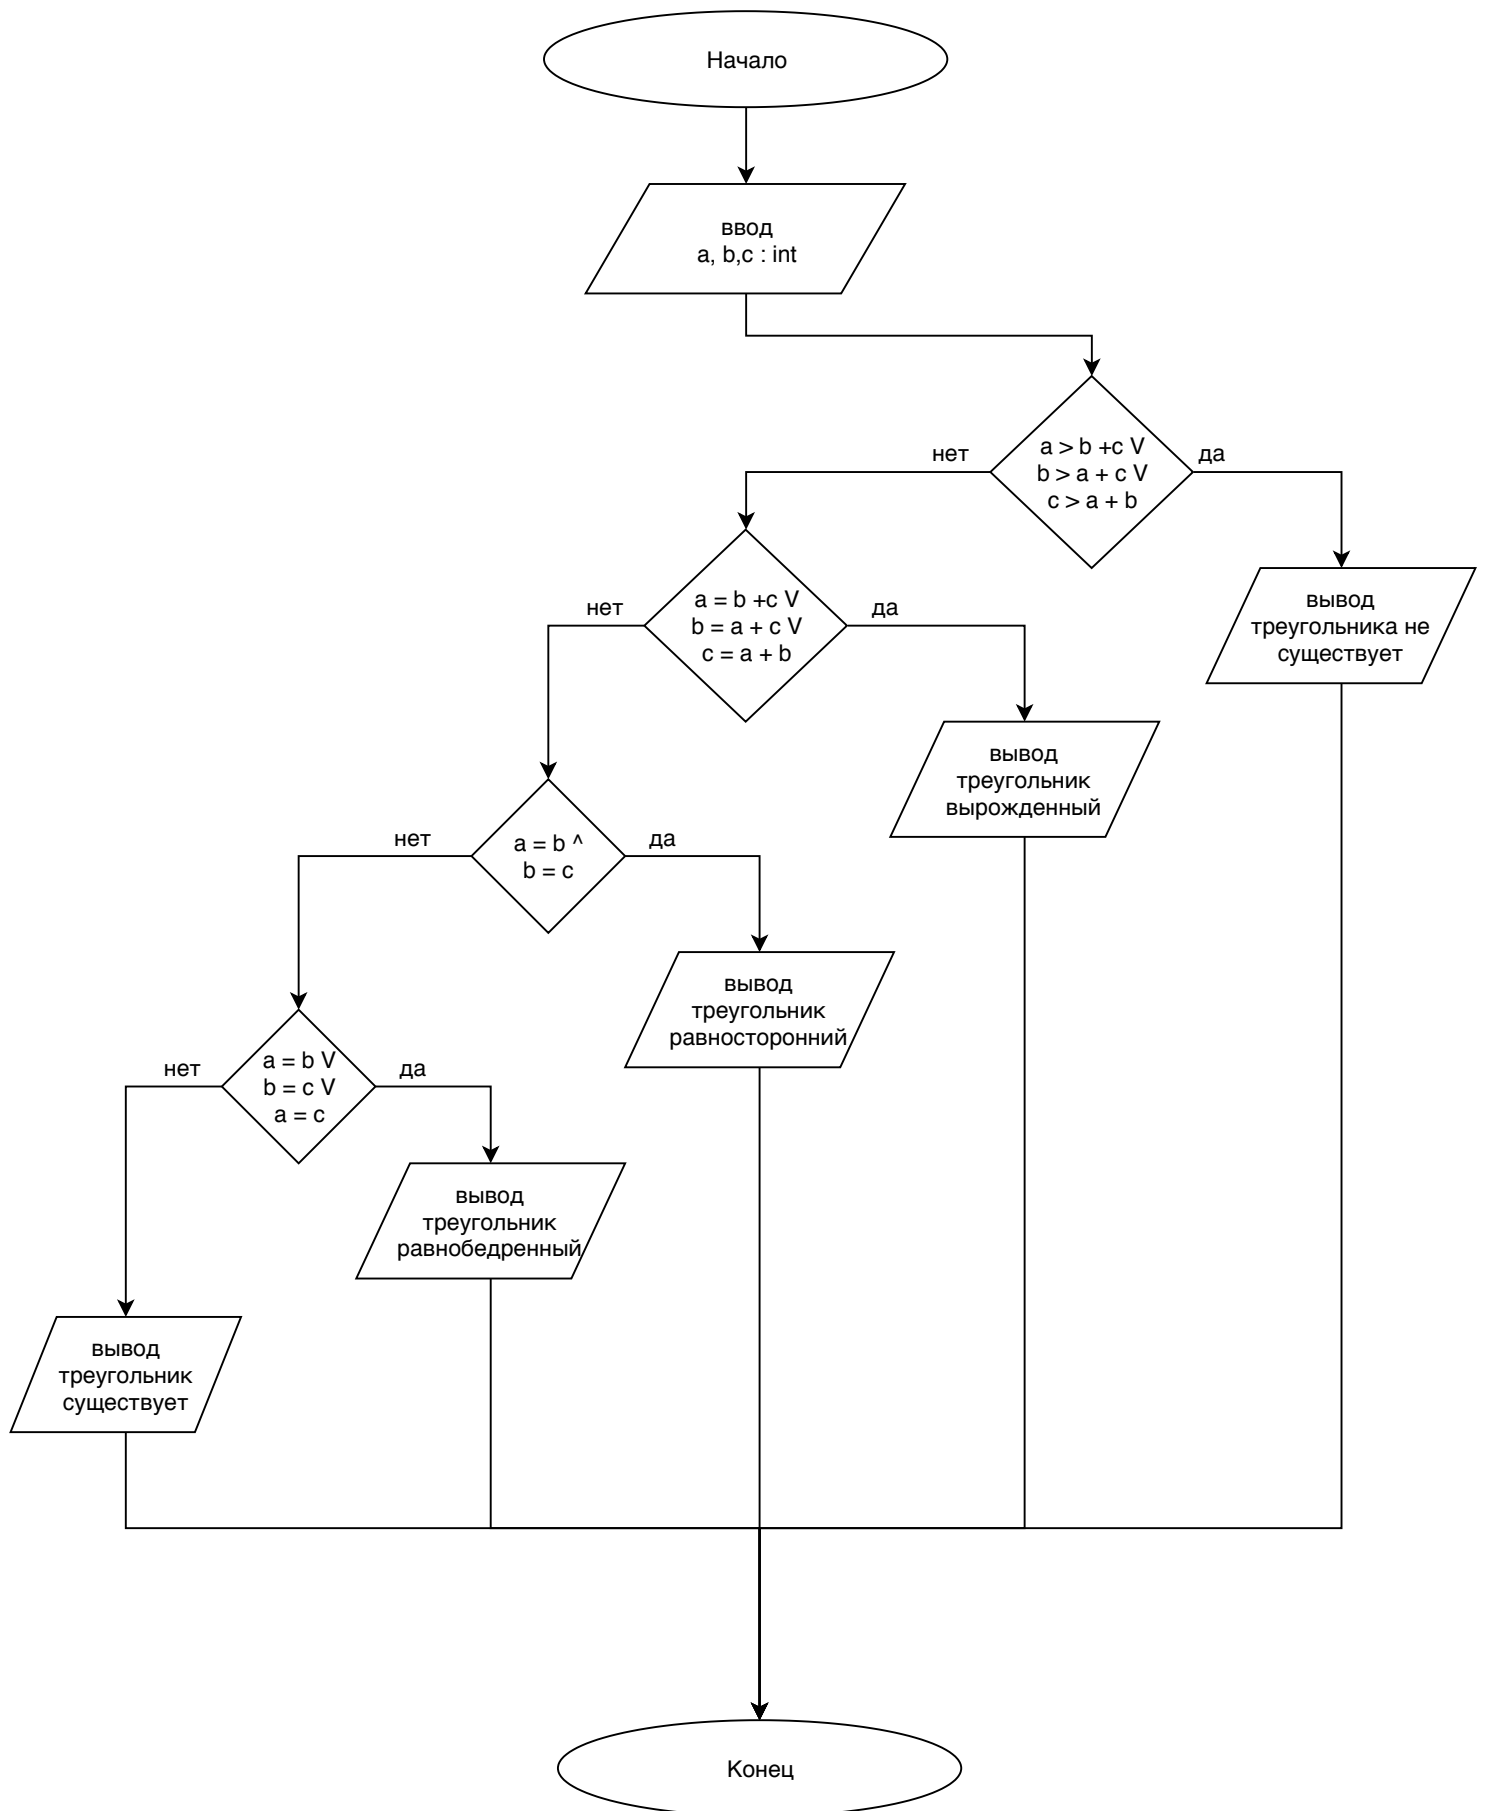 Начало
ввод
a, b,c : int
нет
a > b +c V
b > a + c V
c > a + b
да
нет
a = b +c V
b = a + c V
c = a + b
да
вывод
треугольника не
существует
вывод
треугольник
вырожденный
нет
a = b ^
b = c
да
вывод
треугольник
равносторонний
нет
a = b V
b = c V
a = c
да
вывод
треугольник
равнобедренный
вывод
треугольник
существует
Конец